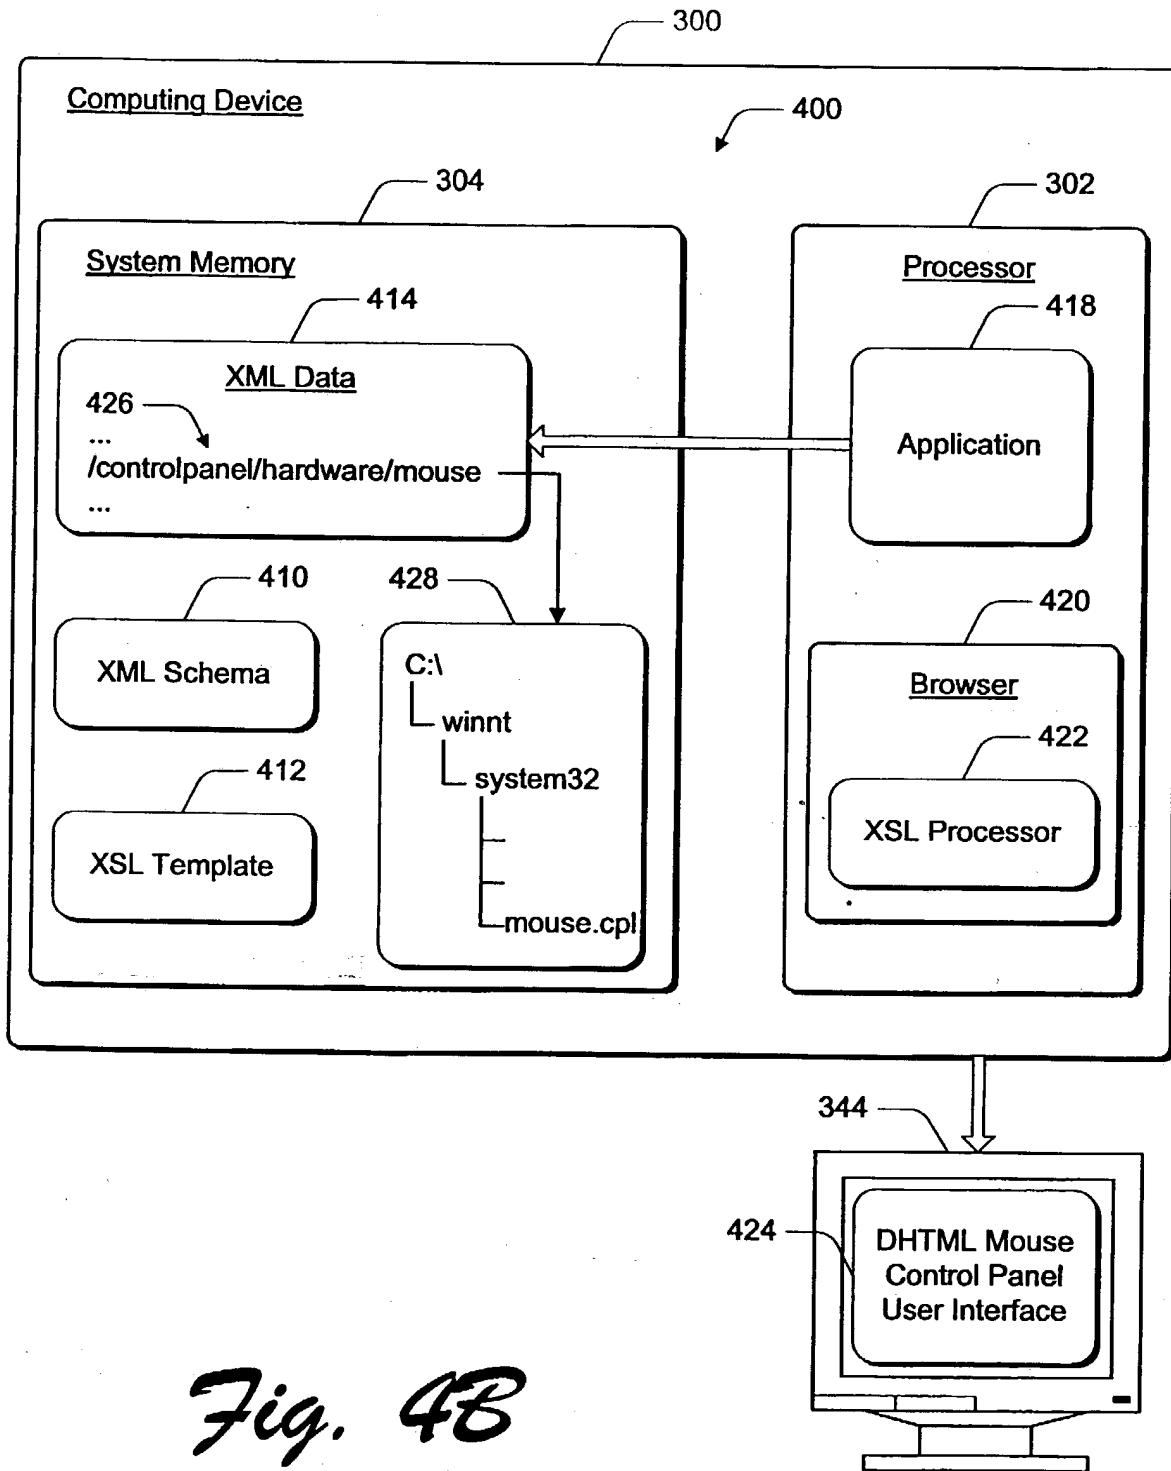 300
Computing Device
400
304
302
System Memory
Processor
414
418
XML Data
426
...
/controlpanel/hardware/mouse
...
Application
410
428
420
XML Schema
C:\
winnt
system32
mouse.cpl
Browser
422
412
XSL Processor
XSL Template
344
424
DHTML Mouse
Control Panel
User Interface
Fig. 4B